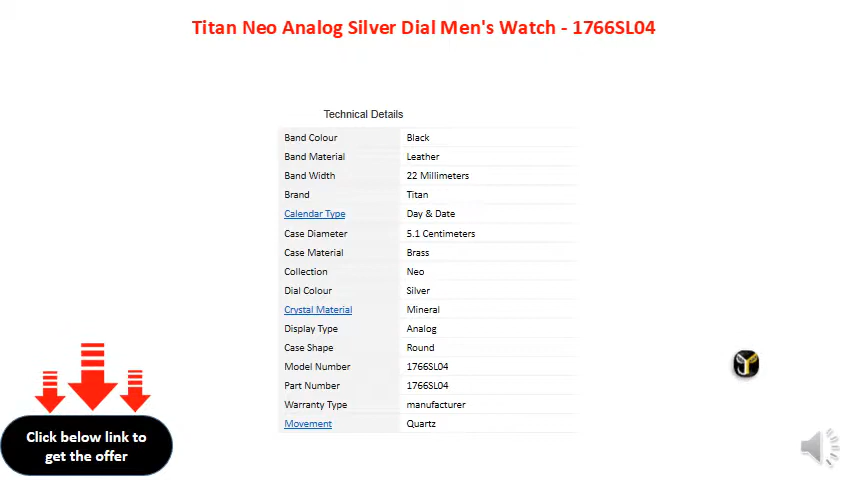 Titan Neo Analog Silver Dial Men's Watch - 1766SL04
Technical Details
Band Colour Black
Band Material Leather
Band Width 22 Millimeters
Brand Titan
Calendar Type Day & Date
Case Diameter 5.1 Centimeters
Case Material Brass
Collection Neo
Dial Colour Silver
Crystal Material Mineral
Display Type Analog
Case Shape Round
Model Number 1766SL04
Part Number 1766SL04
Warranty Type manufacturer
Movement Quartz
Click below link to
get the offer